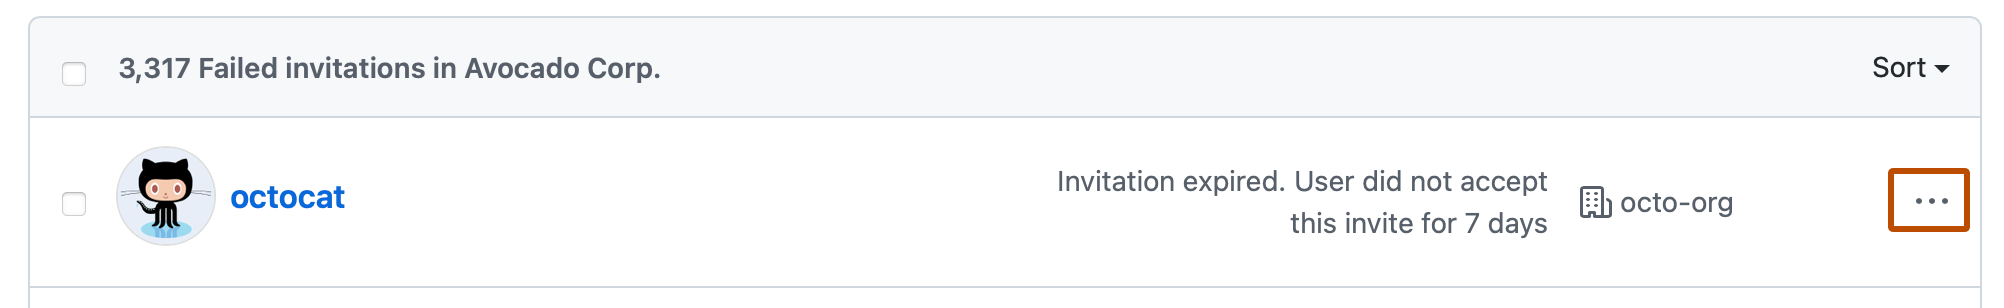 3,317 Failed invitations in Avocado Corp.
Sort
octocat
Invitation expired. User did not accept
this invite for 7 days
octo-org